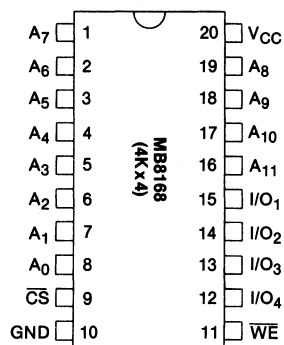 A7 1 20 VCC
A6 2 19 A8
A5 3 18 A9
A4 4 17 A10
A3 5 16 A11
A2 6 15 I/O1
A1 7 14 I/O2
A0 8 13 I/O3
C̅S̅ 9 12 I/O4
GND 10 11 W̅E̅
MB8168
(4K x 4)